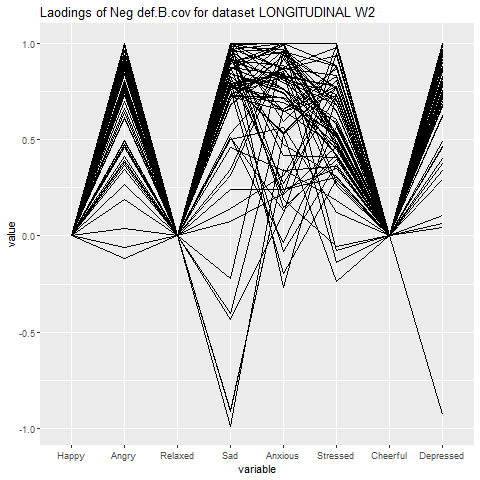 Laodings of Neg def.B.cov for dataset LONGITUDINAL W2
1.0
0.5
0.0
-0.5
-1.0
value
Happy Angry Relaxed Sad Anxious Stressed Cheerful Depressed
variable